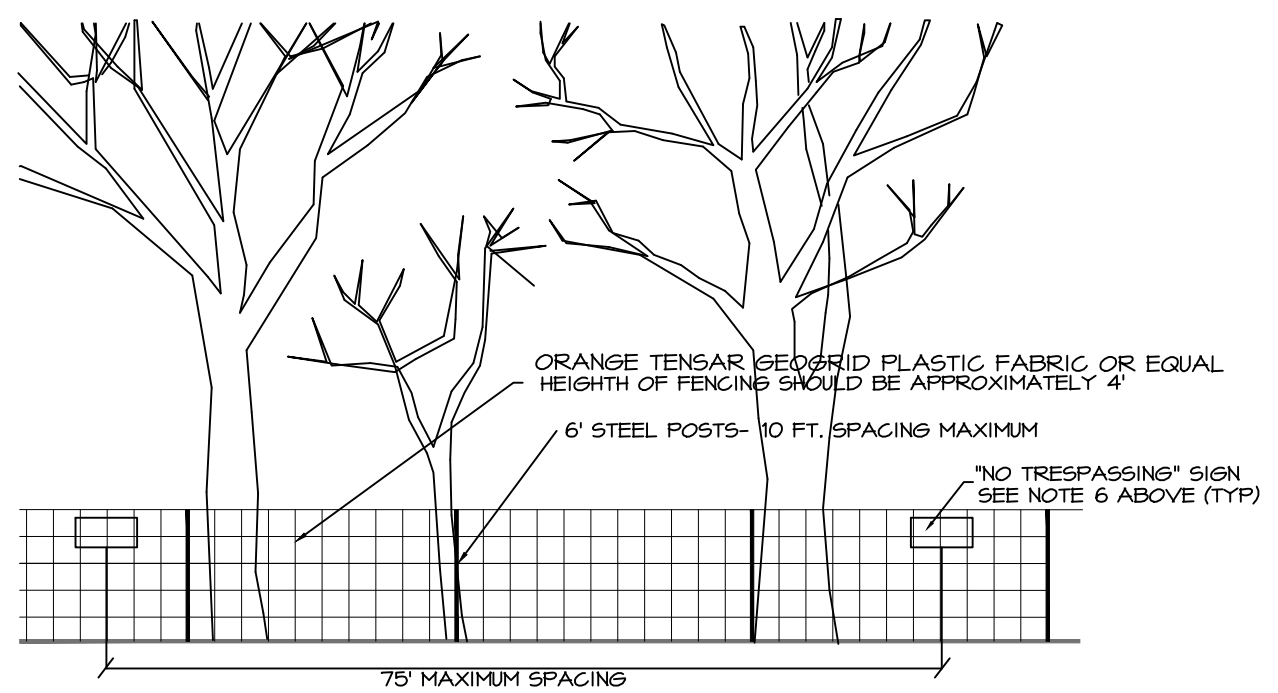 ORANGE TENSAR GEOGRID PLASTIC FABRIC OR EQUAL
HEIGHTH OF FENCING SHOULD BE APPROXIMATELY 4'
6' STEEL POSTS- 10 FT. SPACING MAXIMUM
"NO TRESPASSING" SIGN
SEE NOTE 6 ABOVE (TYP)
75' MAXIMUM SPACING